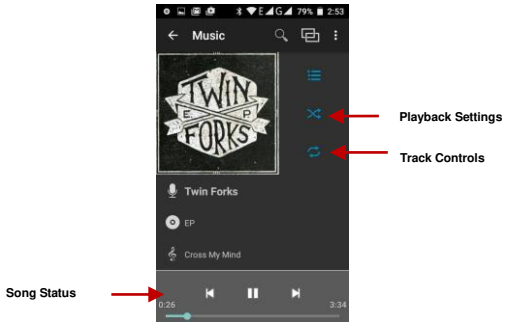 E G 79% 2:53
Music
TWIN
E. P.
FORKS
Playback Settings
Track Controls
Twin Forks
EP
Cross My Mind
Song Status
0:26 3:34